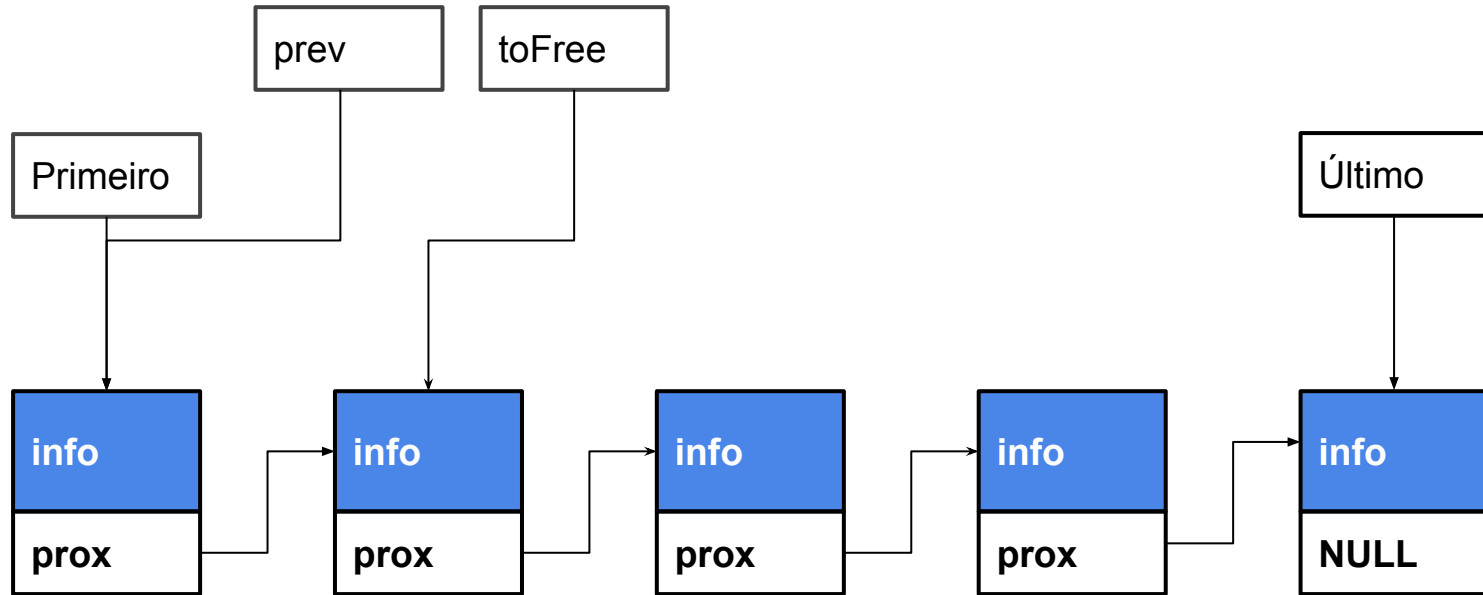 prev
toFree
Primeiro
Último
info
info
info
info
info
prox
prox
prox
prox
NULL